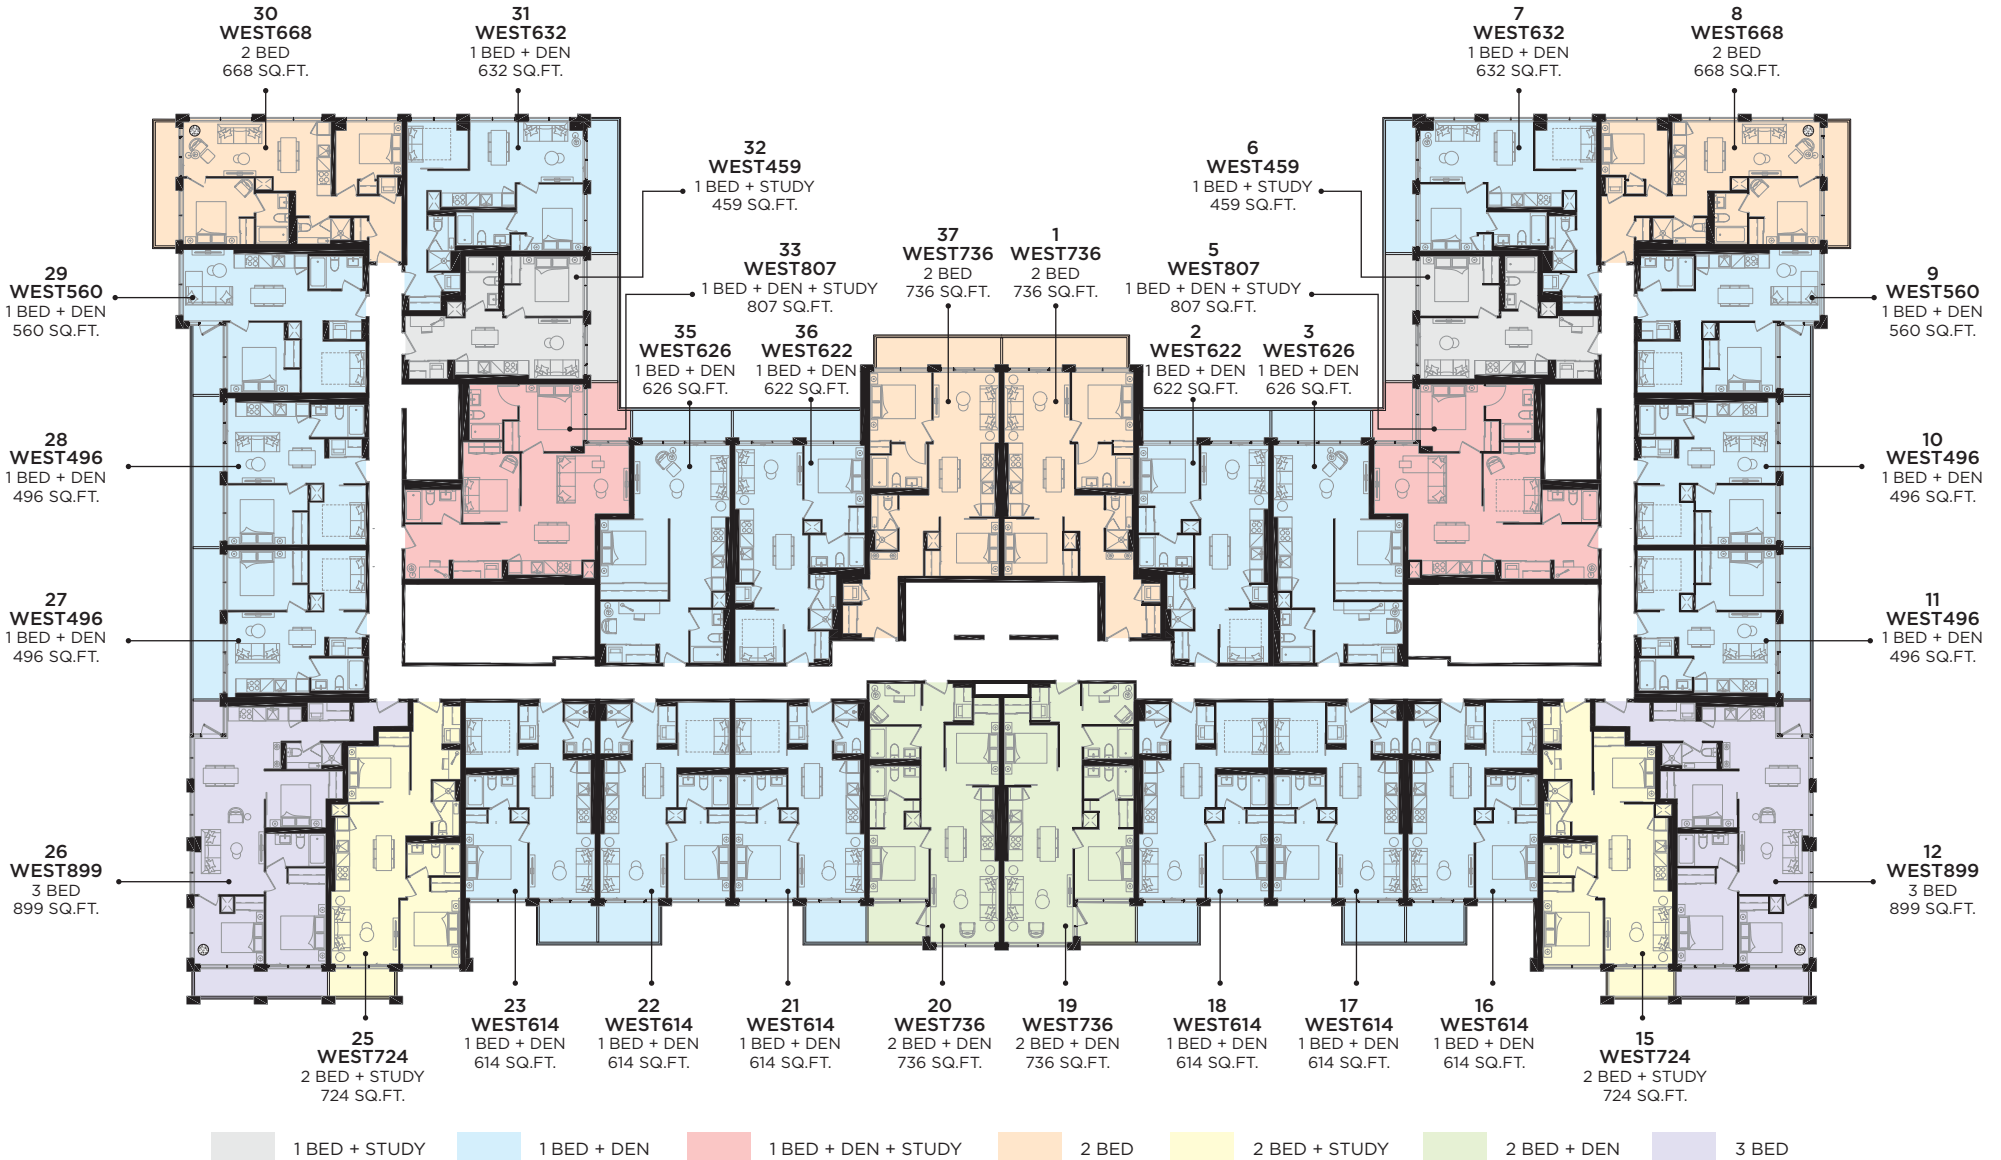 30
WEST668
2 BED
668 SQ.FT.
31
WEST632
1 BED + DEN
632 SQ.FT.
7
WEST632
1 BED + DEN
632 SQ.FT.
8
WEST668
2 BED
668 SQ.FT.
32
WEST459
1 BED + STUDY
459 SQ.FT.
6
WEST459
1 BED + STUDY
459 SQ.FT.
33
WEST807
1 BED + DEN + STUDY
807 SQ.FT.
37
WEST736
2 BED
736 SQ.FT.
1
WEST736
2 BED
736 SQ.FT.
5
WEST807
1 BED + DEN + STUDY
807 SQ.FT.
29
WEST560
1 BED + DEN
560 SQ.FT.
9
WEST560
1 BED + DEN
560 SQ.FT.
35
WEST626
1 BED + DEN
626 SQ.FT.
36
WEST622
1 BED + DEN
622 SQ.FT.
2
WEST622
1 BED + DEN
622 SQ.FT.
3
WEST626
1 BED + DEN
626 SQ.FT.
28
WEST496
1 BED + DEN
496 SQ.FT.
10
WEST496
1 BED + DEN
496 SQ.FT.
27
WEST496
1 BED + DEN
496 SQ.FT.
11
WEST496
1 BED + DEN
496 SQ.FT.
26
WEST899
3 BED
899 SQ.FT.
12
WEST899
3 BED
899 SQ.FT.
25
WEST724
2 BED + STUDY
724 SQ.FT.
23
WEST614
1 BED + DEN
614 SQ.FT.
22
WEST614
1 BED + DEN
614 SQ.FT.
21
WEST614
1 BED + DEN
614 SQ.FT.
20
WEST736
2 BED + DEN
736 SQ.FT.
19
WEST736
2 BED + DEN
736 SQ.FT.
18
WEST614
1 BED + DEN
614 SQ.FT.
17
WEST614
1 BED + DEN
614 SQ.FT.
16
WEST614
1 BED + DEN
614 SQ.FT.
15
WEST724
2 BED + STUDY
724 SQ.FT.
1 BED + STUDY
1 BED + DEN
1 BED + DEN + STUDY
2 BED
2 BED + STUDY
2 BED + DEN
3 BED